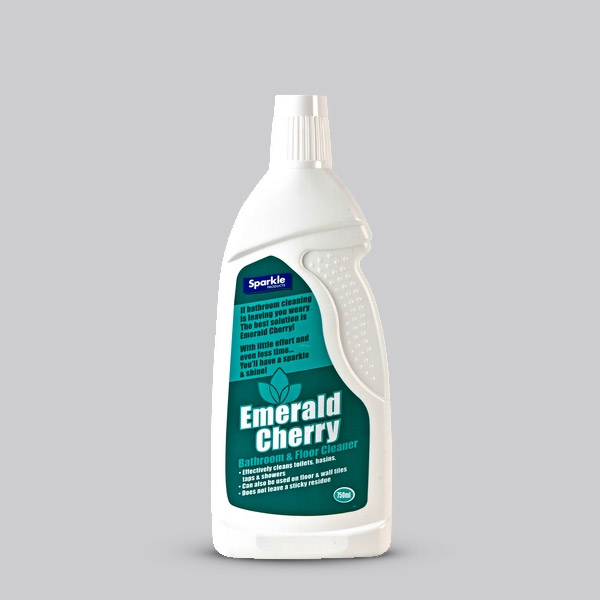 Sparkle
PRODUCTS
If bathroom cleaning
is leaving you weary
The best solution is
Emerald Cherry!
With little effort and
even less time...
You'll have a sparkle
& shine!
Emerald
Cherry
Bathroom & Floor Cleaner
• Effectively cleans toilets, basins,
taps & showers
• Can also be used on floor & wall tiles
• Does not leave a sticky residue
750ml